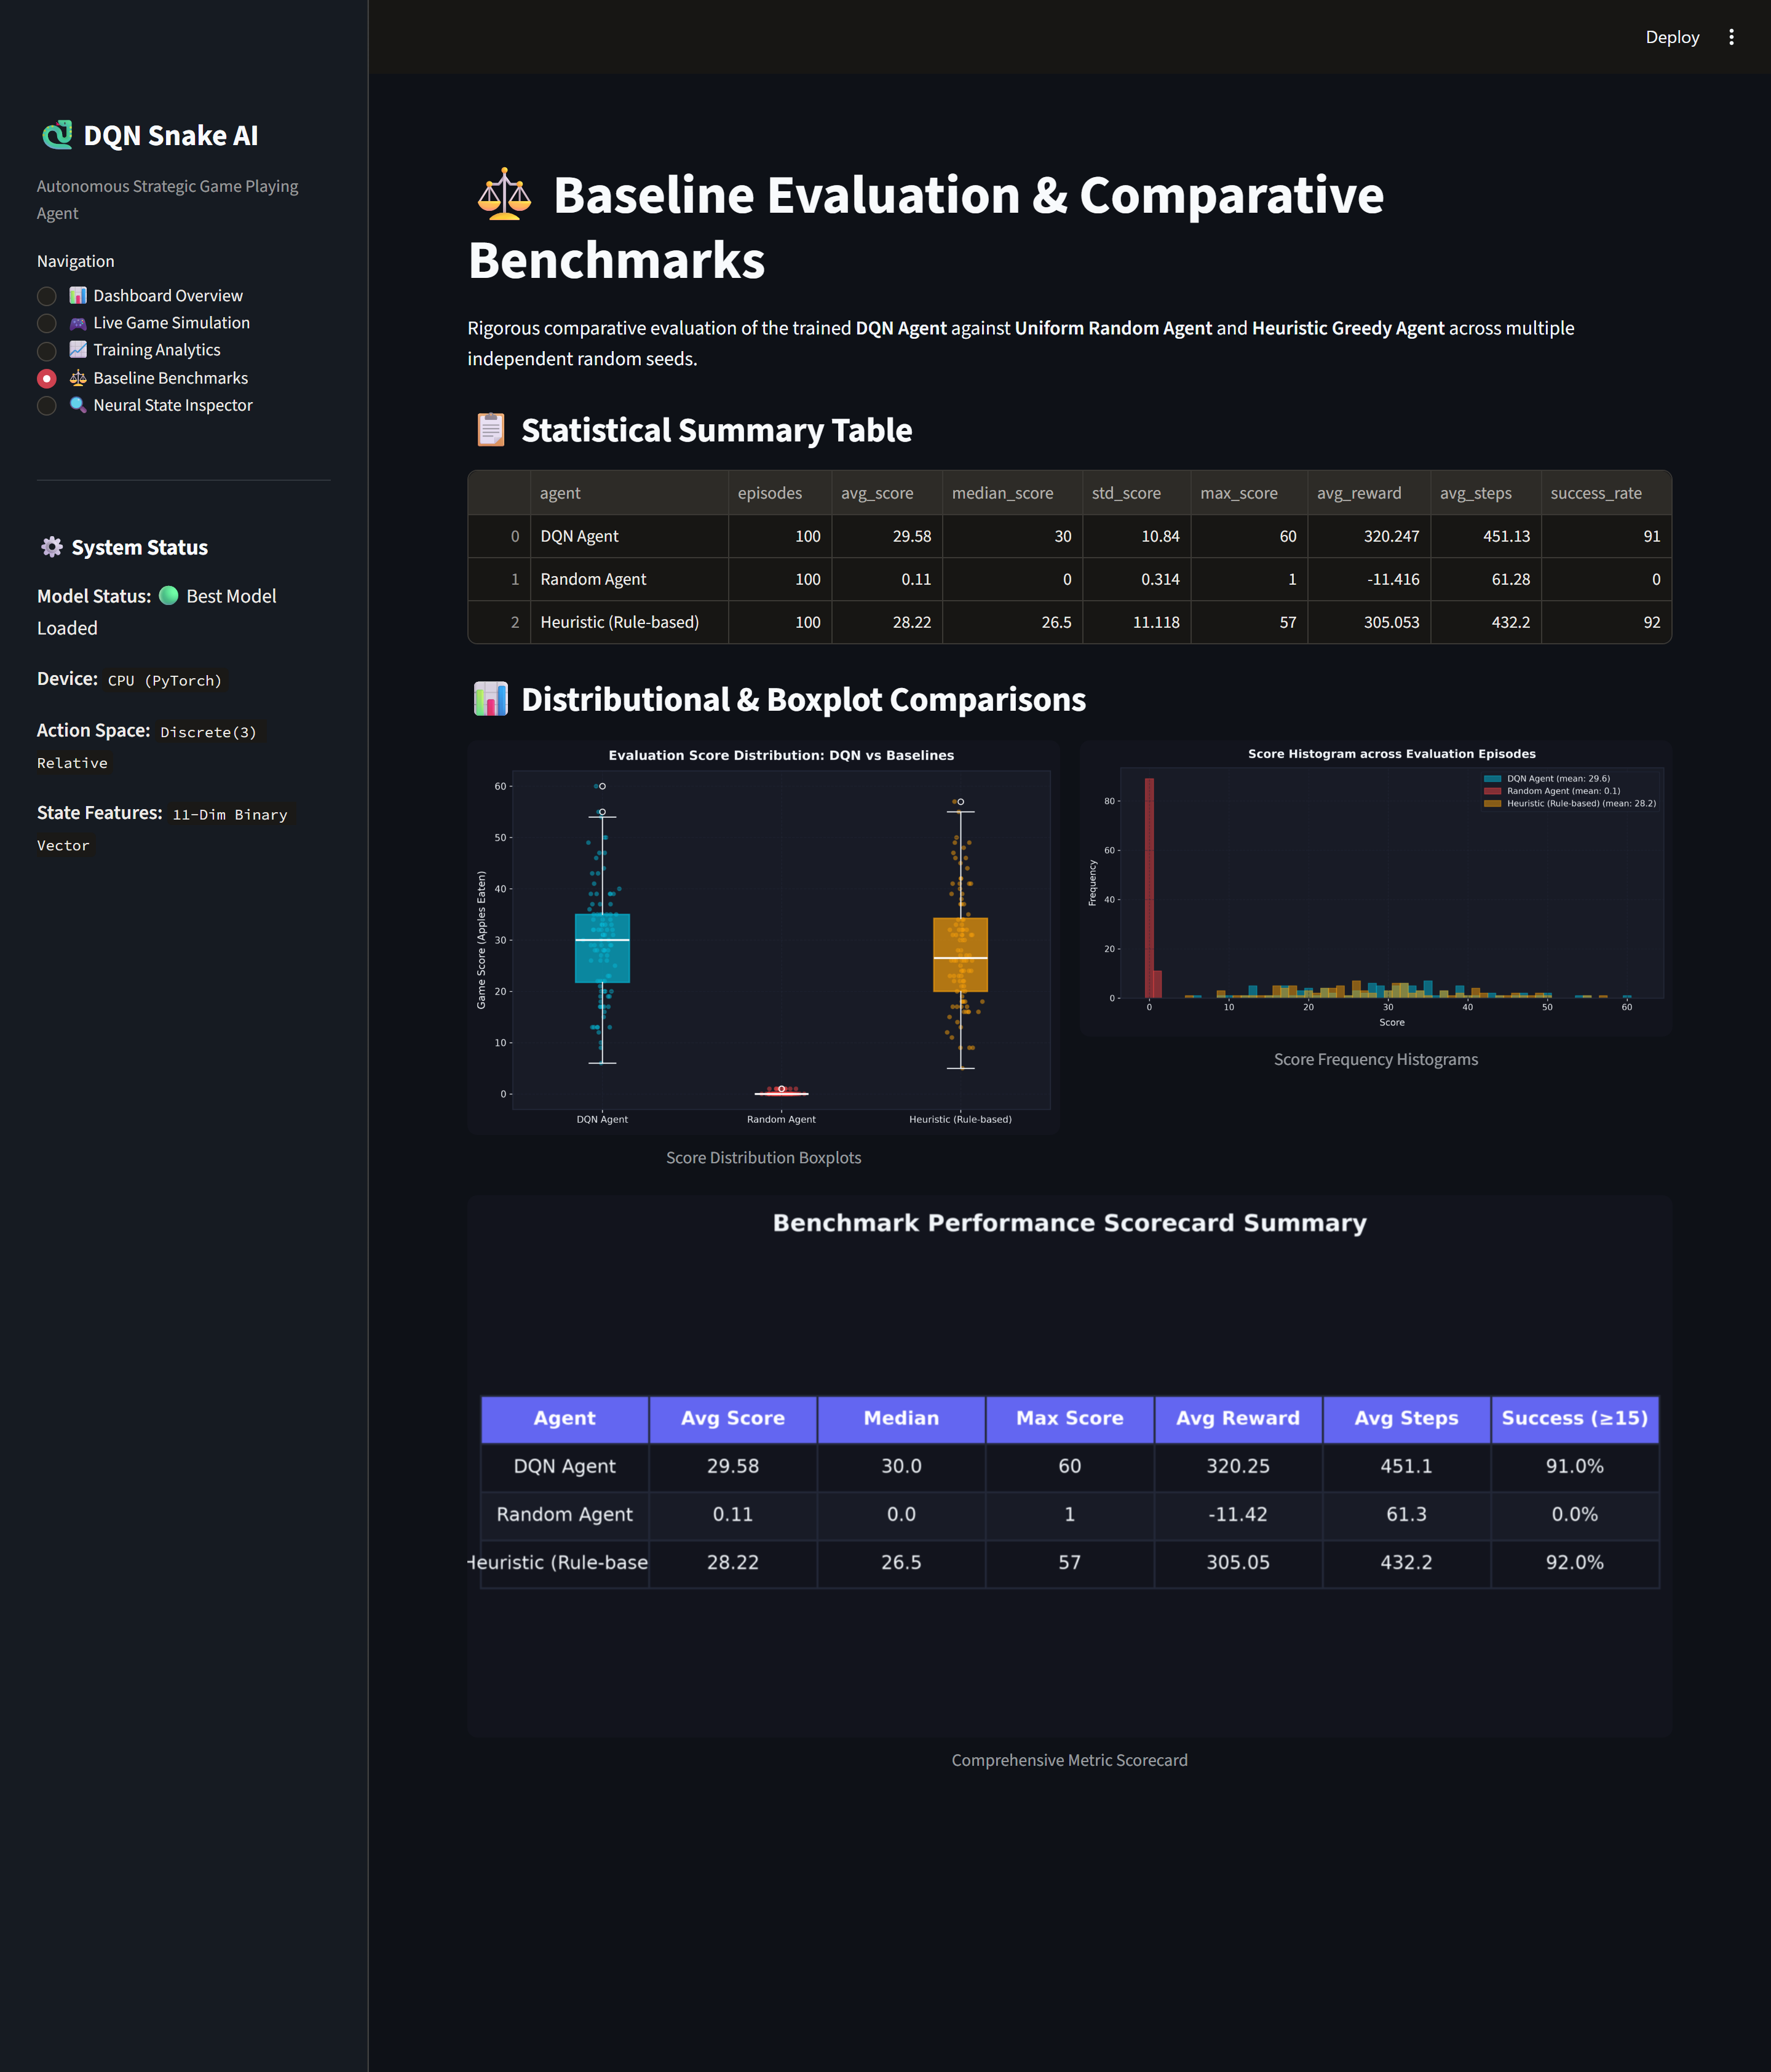 Deploy
DQN Snake AI
Autonomous Strategic Game Playing
Agent
Navigation
Dashboard Overview
Live Game Simulation
Training Analytics
Baseline Benchmarks
Neural State Inspector
System Status
Model Status: Best Model
Loaded
Device: CPU (PyTorch)
Action Space: Discrete(3)
Relative
State Features: 11-Dim Binary
Vector
Baseline Evaluation & Comparative
Benchmarks
Rigorous comparative evaluation of the trained DQN Agent against Uniform Random Agent and Heuristic Greedy Agent across multiple
independent random seeds.
Statistical Summary Table
agent episodes avg_score median_score std_score max_score avg_reward avg_steps success_rate
0 DQN Agent 100 29.58 30 10.84 60 320.247 451.13 91
1 Random Agent 100 0.11 0 0.314 1 -11.416 61.28 0
2 Heuristic (Rule-based) 100 28.22 26.5 11.118 57 305.053 432.2 92
Distributional & Boxplot Comparisons
Evaluation Score Distribution: DQN vs Baselines
Game Score (Apples Eaten)
60
50
40
30
20
10
0
DQN Agent Random Agent Heuristic (Rule-based)
Score Distribution Boxplots
Score Histogram across Evaluation Episodes
DQN Agent (mean: 29.6)
Random Agent (mean: 0.1)
Heuristic (Rule-based) (mean: 28.2)
Frequency
80
60
40
20
0
0 10 20 30 40 50 60
Score
Score Frequency Histograms
Benchmark Performance Scorecard Summary
Agent Avg Score Median Max Score Avg Reward Avg Steps Success (≥15)
DQN Agent 29.58 30.0 60 320.25 451.1 91.0%
Random Agent 0.11 0.0 1 -11.42 61.3 0.0%
Heuristic (Rule-base 28.22 26.5 57 305.05 432.2 92.0%
Comprehensive Metric Scorecard